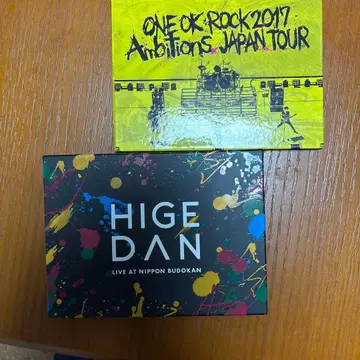 ONE OK ROCK 2017
Ambitions JAPAN TOUR
HIGE
DAN
LIVE AT NIPPON BUDOKAN